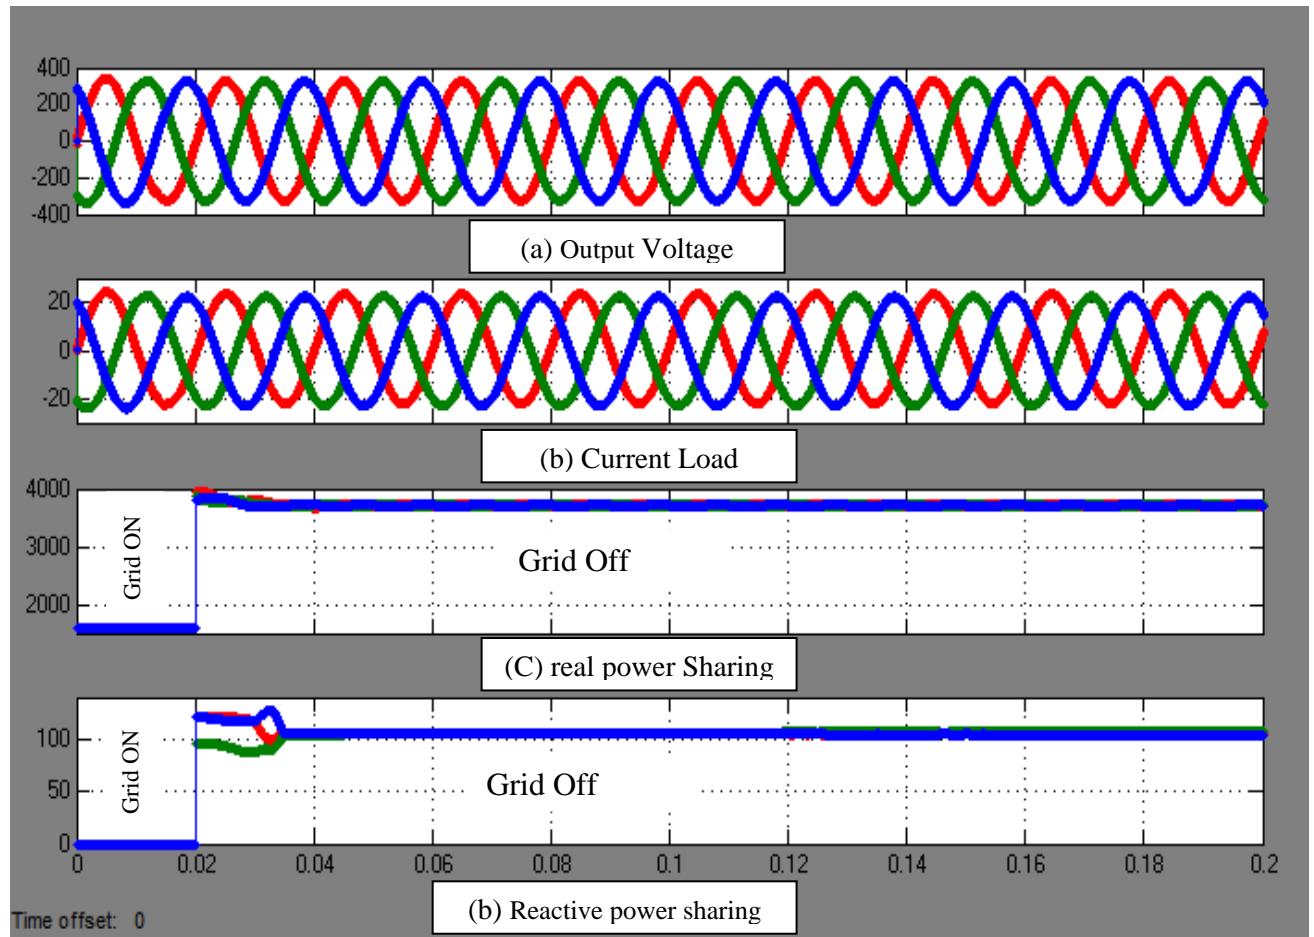 400
200
0
-200
-400
(a) Output Voltage
20
0
-20
(b) Current Load
4000
3000
2000
Grid ON
Grid Off
(C) real power Sharing
100
50
0
Grid ON
Grid Off
0 0.02 0.04 0.06 0.08 0.1 0.12 0.14 0.16 0.18 0.2
(b) Reactive power sharing
Time offset: 0